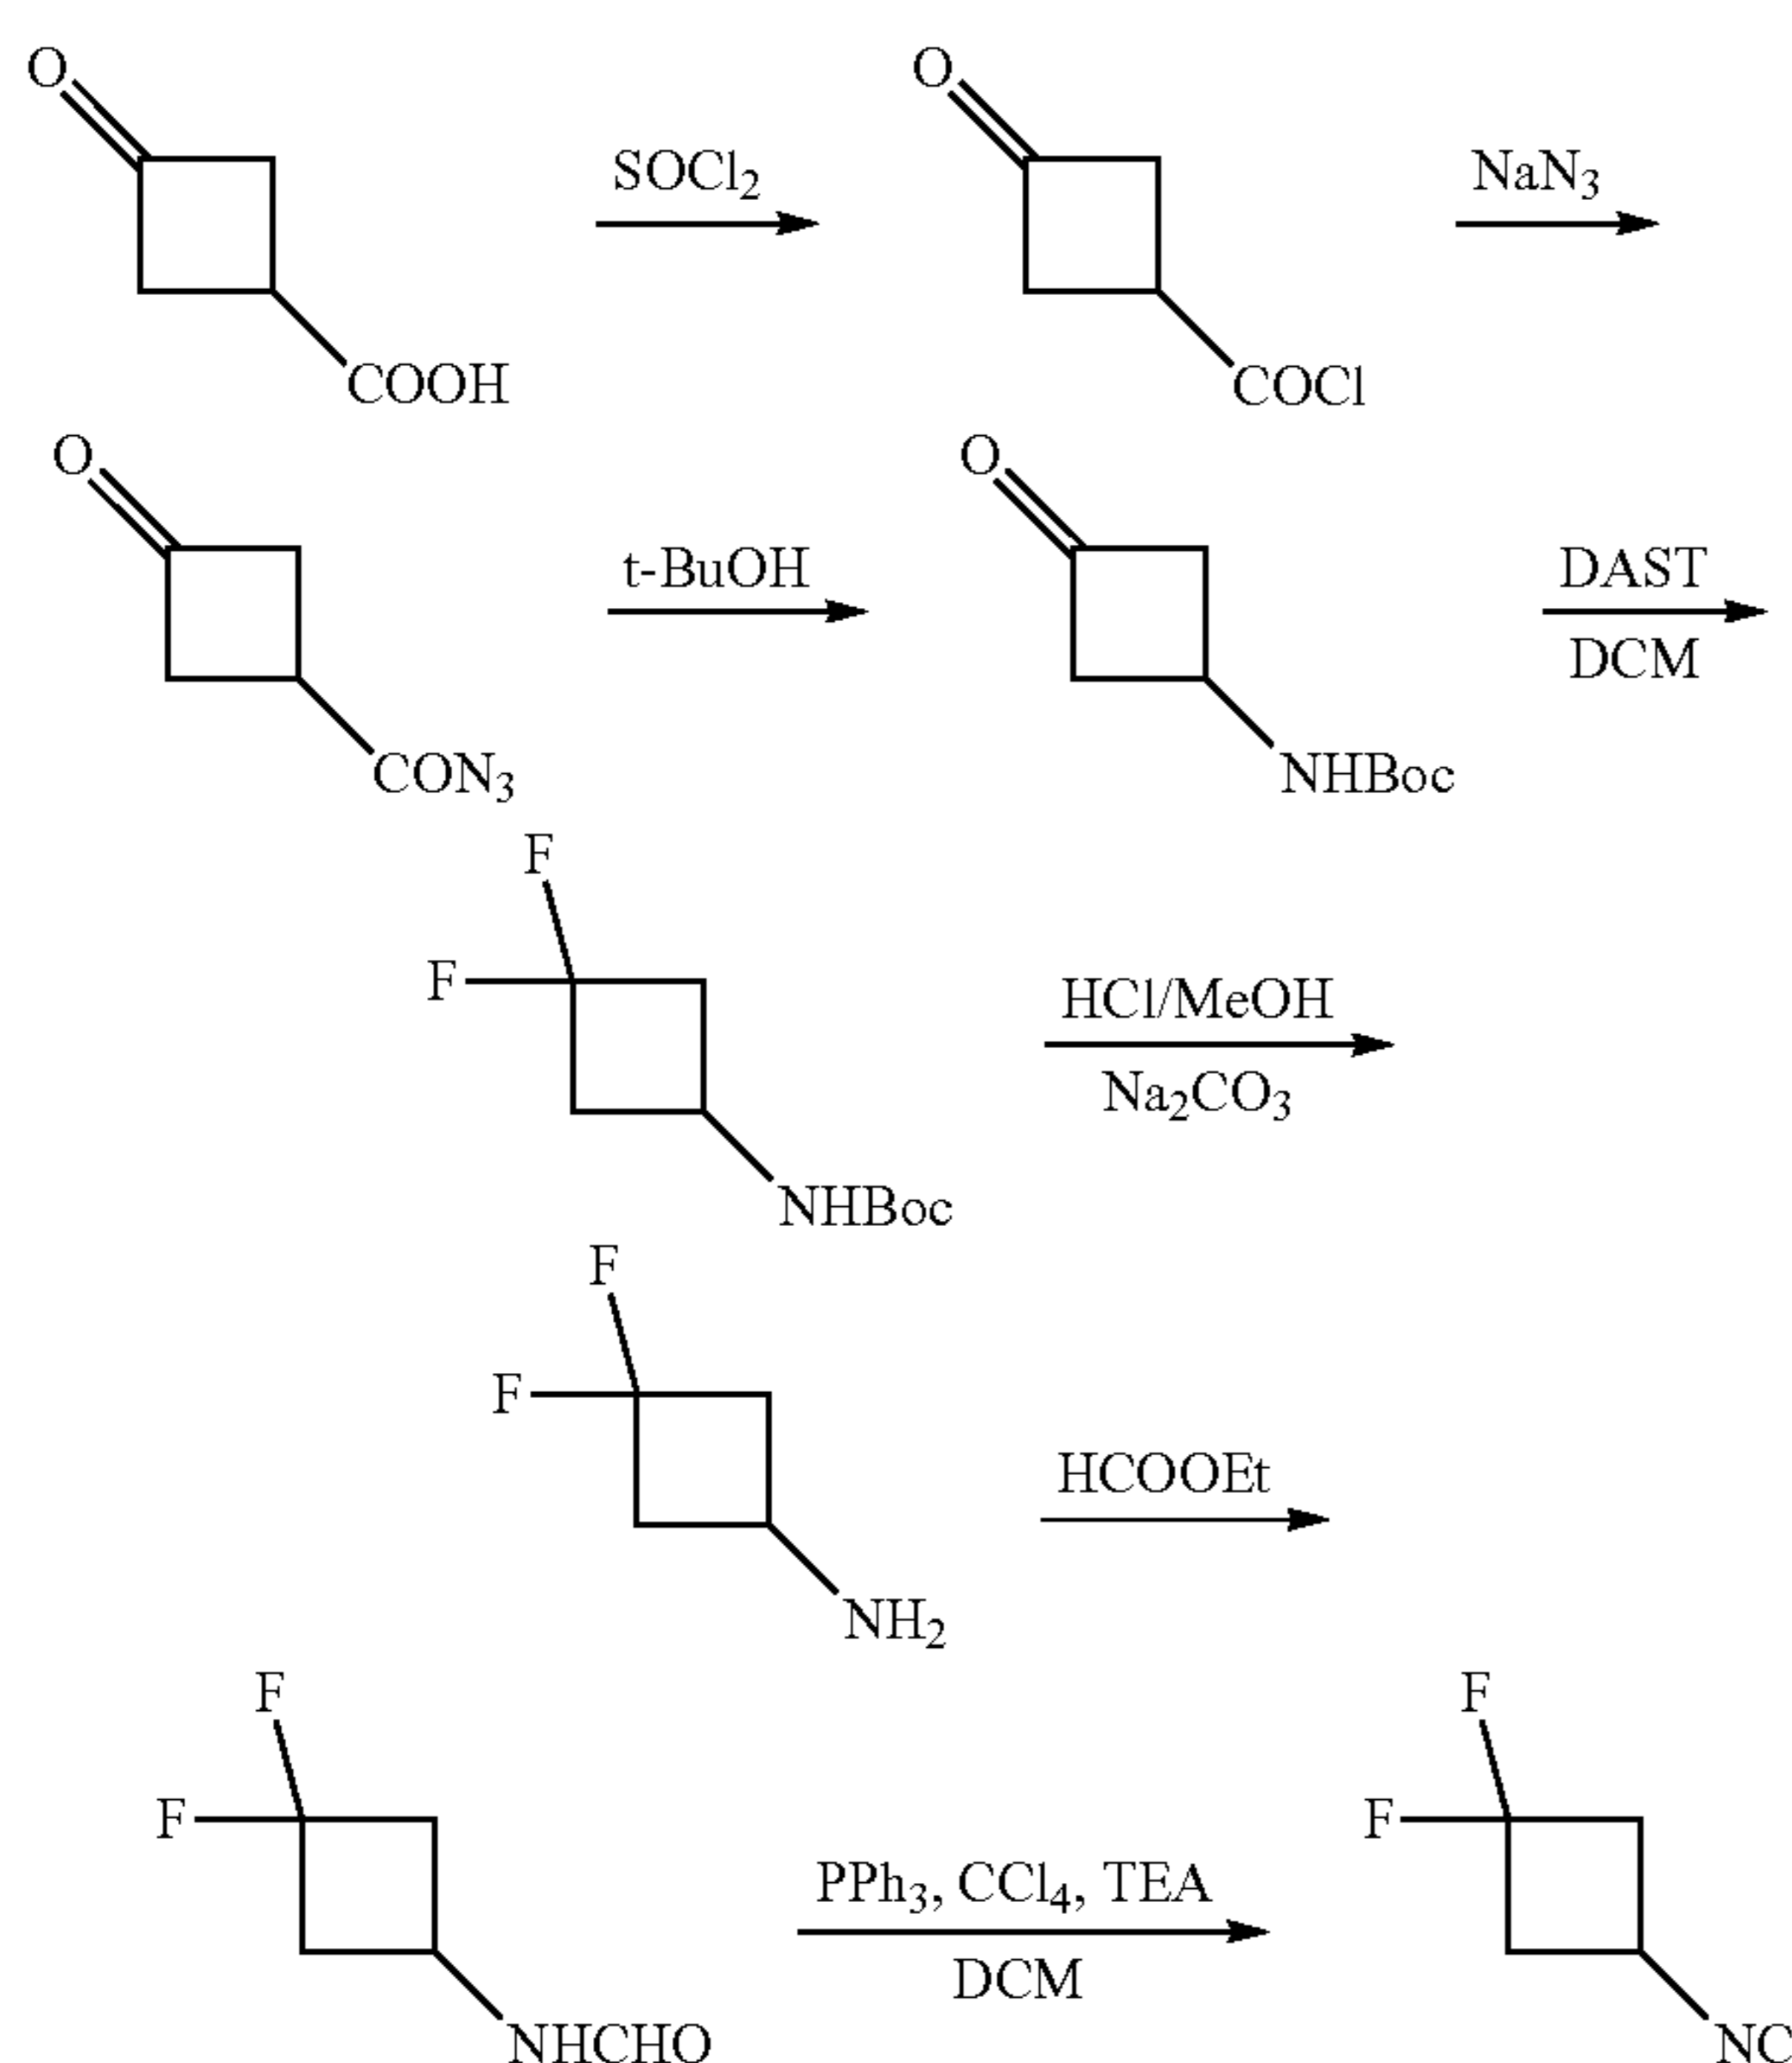 O O
SOCl2 NaN3
COOH COCl
O O
t-BuOH DAST
DCM
CON3 NHBoc
F
F HCl/MeOH
Na2CO3
NHBoc
F
F
HCOOEt
NH2
F F
F F
PPh3, CCl4, TEA
DCM
NHCHO NC